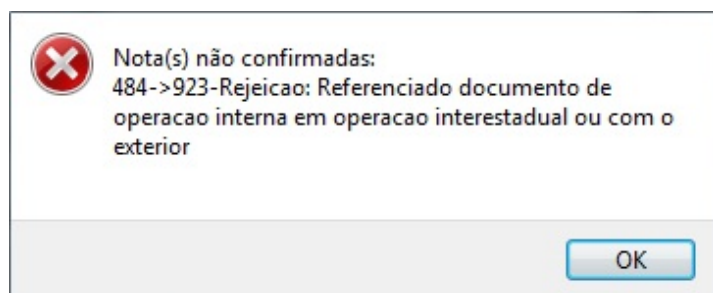 Nota(s) não confirmadas:
484->923-Rejeicao: Referenciado documento de
operacao interna em operacao interestadual ou com o
exterior
OK